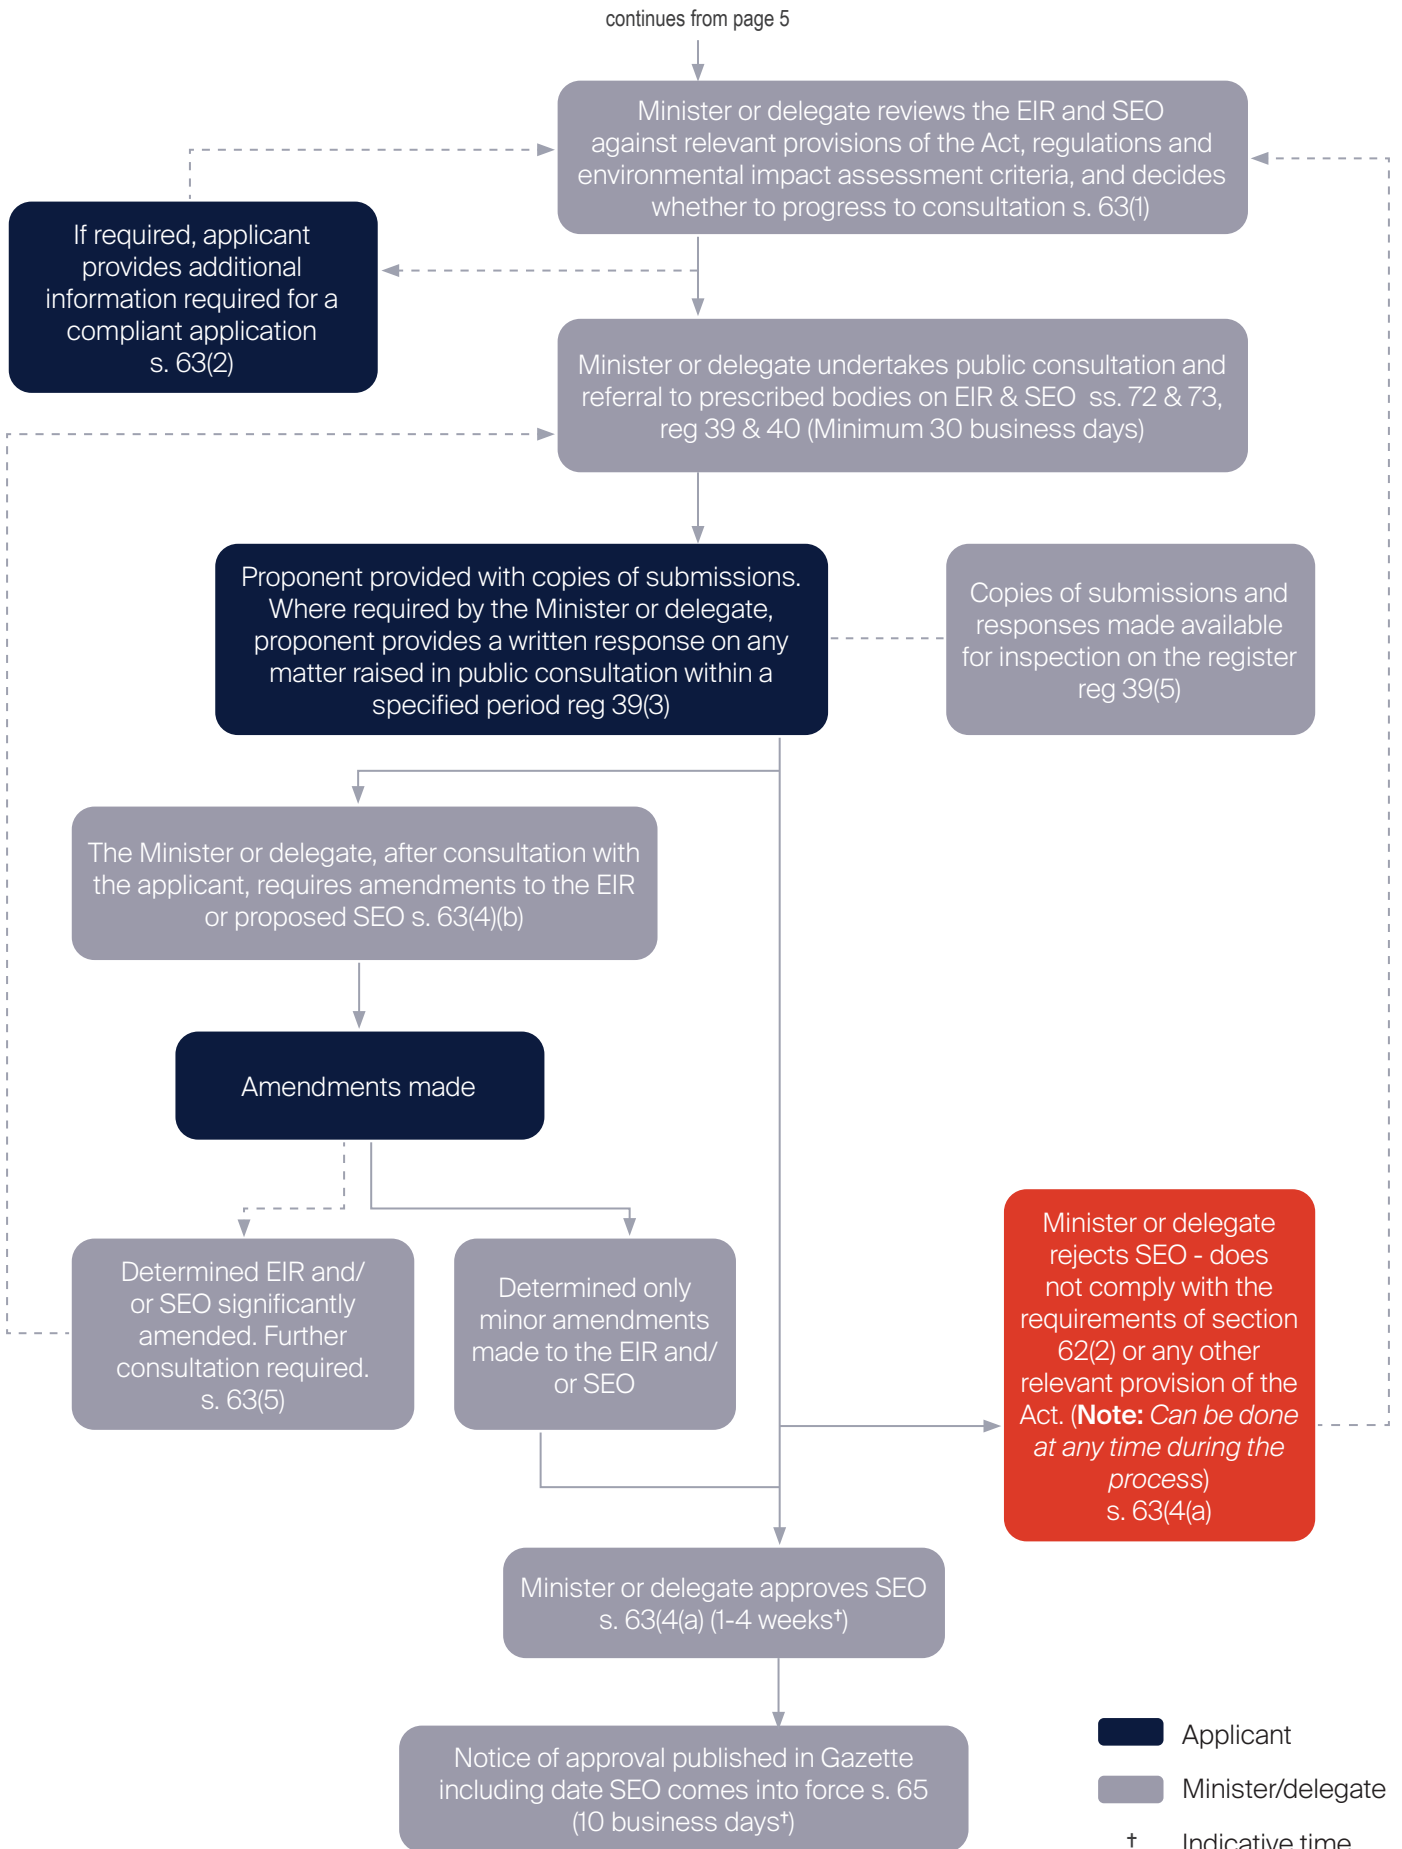 continues from page 5
Minister or delegate reviews the EIR and SEO
against relevant provisions of the Act, regulations and
environmental impact assessment criteria, and decides
whether to progress to consultation s. 63(1)
If required, applicant
provides additional
information required for a
compliant application
s. 63(2)
Minister or delegate undertakes public consultation and
referral to prescribed bodies on EIR & SEO ss. 72 & 73,
reg 39 & 40 (Minimum 30 business days)
Proponent provided with copies of submissions.
Where required by the Minister or delegate,
proponent provides a written response on any
matter raised in public consultation within a
specified period reg 39(3)
Copies of submissions and
responses made available
for inspection on the register
reg 39(5)
The Minister or delegate, after consultation with
the applicant, requires amendments to the EIR
or proposed SEO s. 63(4)(b)
Amendments made
Determined EIR and/
or SEO significantly
amended. Further
consultation required.
s. 63(5)
Determined only
minor amendments
made to the EIR and/
or SEO
Minister or delegate
rejects SEO - does
not comply with the
requirements of section
62(2) or any other
relevant provision of the
Act. (Note: Can be done
at any time during the
process)
s. 63(4(a)
Minister or delegate approves SEO
s. 63(4(a) (1-4 weeks†)
Notice of approval published in Gazette
including date SEO comes into force s. 65
(10 business days†)
Applicant
Minister/delegate
† Indicative time